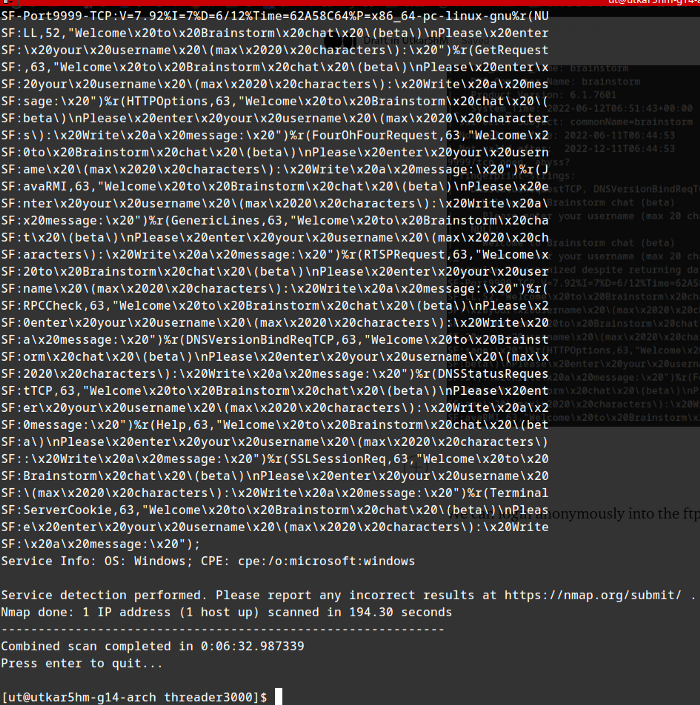 ut@utkar5hm-g14-a
SF-Port9999-TCP:V=7.92%I=7%D=6/12%Time=62A58C64%P=x86_64-pc-linux-gnu%r(NU
SF:LL,52,"Welcome\x20to\x20Brainstorm\x20chat\x20\(beta\)\nPlease\x20enter
SF:\x20your\x20username\x20\(max\x2020\x20characters\):\x20")%r(GetRequest
SF:,63,"Welcome\x20to\x20Brainstorm\x20chat\x20\(beta\)\nPlease\x20enter\x
SF:20your\x20username\x20\(max\x2020\x20characters\):\x20Write\x20a\x20mes
SF:sage:\x20")%r(HTTPOptions,63,"Welcome\x20to\x20Brainstorm\x20chat\x20\(
SF:beta\)\nPlease\x20enter\x20your\x20username\x20\(max\x2020\x20character
SF:s\):\x20Write\x20a\x20message:\x20")%r(FourOhFourRequest,63,"Welcome\x2
SF:0to\x20Brainstorm\x20chat\x20\(beta\)\nPlease\x20enter\x20your\x20usern
SF:ame\x20\(max\x2020\x20characters\):\x20Write\x20a\x20message:\x20")%r(J
SF:avaRMI,63,"Welcome\x20to\x20Brainstorm\x20chat\x20\(beta\)\nPlease\x20e
SF:nter\x20your\x20username\x20\(max\x2020\x20characters\):\x20Write\x20a\
SF:x20message:\x20")%r(GenericLines,63,"Welcome\x20to\x20Brainstorm\x20cha
SF:t\x20\(beta\)\nPlease\x20enter\x20your\x20username\x20\(max\x2020\x20ch
SF:aracters\):\x20Write\x20a\x20message:\x20")%r(RTSPRequest,63,"Welcome\x
SF:20to\x20Brainstorm\x20chat\x20\(beta\)\nPlease\x20enter\x20your\x20user
SF:name\x20\(max\x2020\x20characters\):\x20Write\x20a\x20message:\x20")%r(
SF:RPCCheck,63,"Welcome\x20to\x20Brainstorm\x20chat\x20\(beta\)\nPlease\x2
SF:0enter\x20your\x20username\x20\(max\x2020\x20characters\):\x20Write\x20
SF:a\x20message:\x20")%r(DNSVersionBindReqTCP,63,"Welcome\x20to\x20Brainst
SF:orm\x20chat\x20\(beta\)\nPlease\x20enter\x20your\x20username\x20\(max\x
SF:2020\x20characters\):\x20Write\x20a\x20message:\x20")%r(DNSStatusReques
SF:tTCP,63,"Welcome\x20to\x20Brainstorm\x20chat\x20\(beta\)\nPlease\x20ent
SF:er\x20your\x20username\x20\(max\x2020\x20characters\):\x20Write\x20a\x2
SF:0message:\x20")%r(Help,63,"Welcome\x20to\x20Brainstorm\x20chat\x20\(bet
SF:a\)\nPlease\x20enter\x20your\x20username\x20\(max\x2020\x20characters\)
SF::\x20Write\x20a\x20message:\x20")%r(SSLSessionReq,63,"Welcome\x20to\x20
SF:Brainstorm\x20chat\x20\(beta\)\nPlease\x20enter\x20your\x20username\x20
SF:\(max\x2020\x20characters\):\x20Write\x20a\x20message:\x20")%r(Terminal
SF:ServerCookie,63,"Welcome\x20to\x20Brainstorm\x20chat\x20\(beta\)\nPleas
SF:e\x20enter\x20your\x20username\x20\(max\x2020\x20characters\):\x20Write
SF:\x20a\x20message:\x20");
We can login anonymously into the ftp
Service Info: OS: Windows; CPE: cpe:/o:microsoft:windows
Service detection performed. Please report any incorrect results at https://nmap.org/submit/ .
Nmap done: 1 IP address (1 host up) scanned in 194.30 seconds
------------------------------------------------------------
Combined scan completed in 0:06:32.987339
Press enter to quit...
[ut@utkar5hm-g14-arch threader3000]$